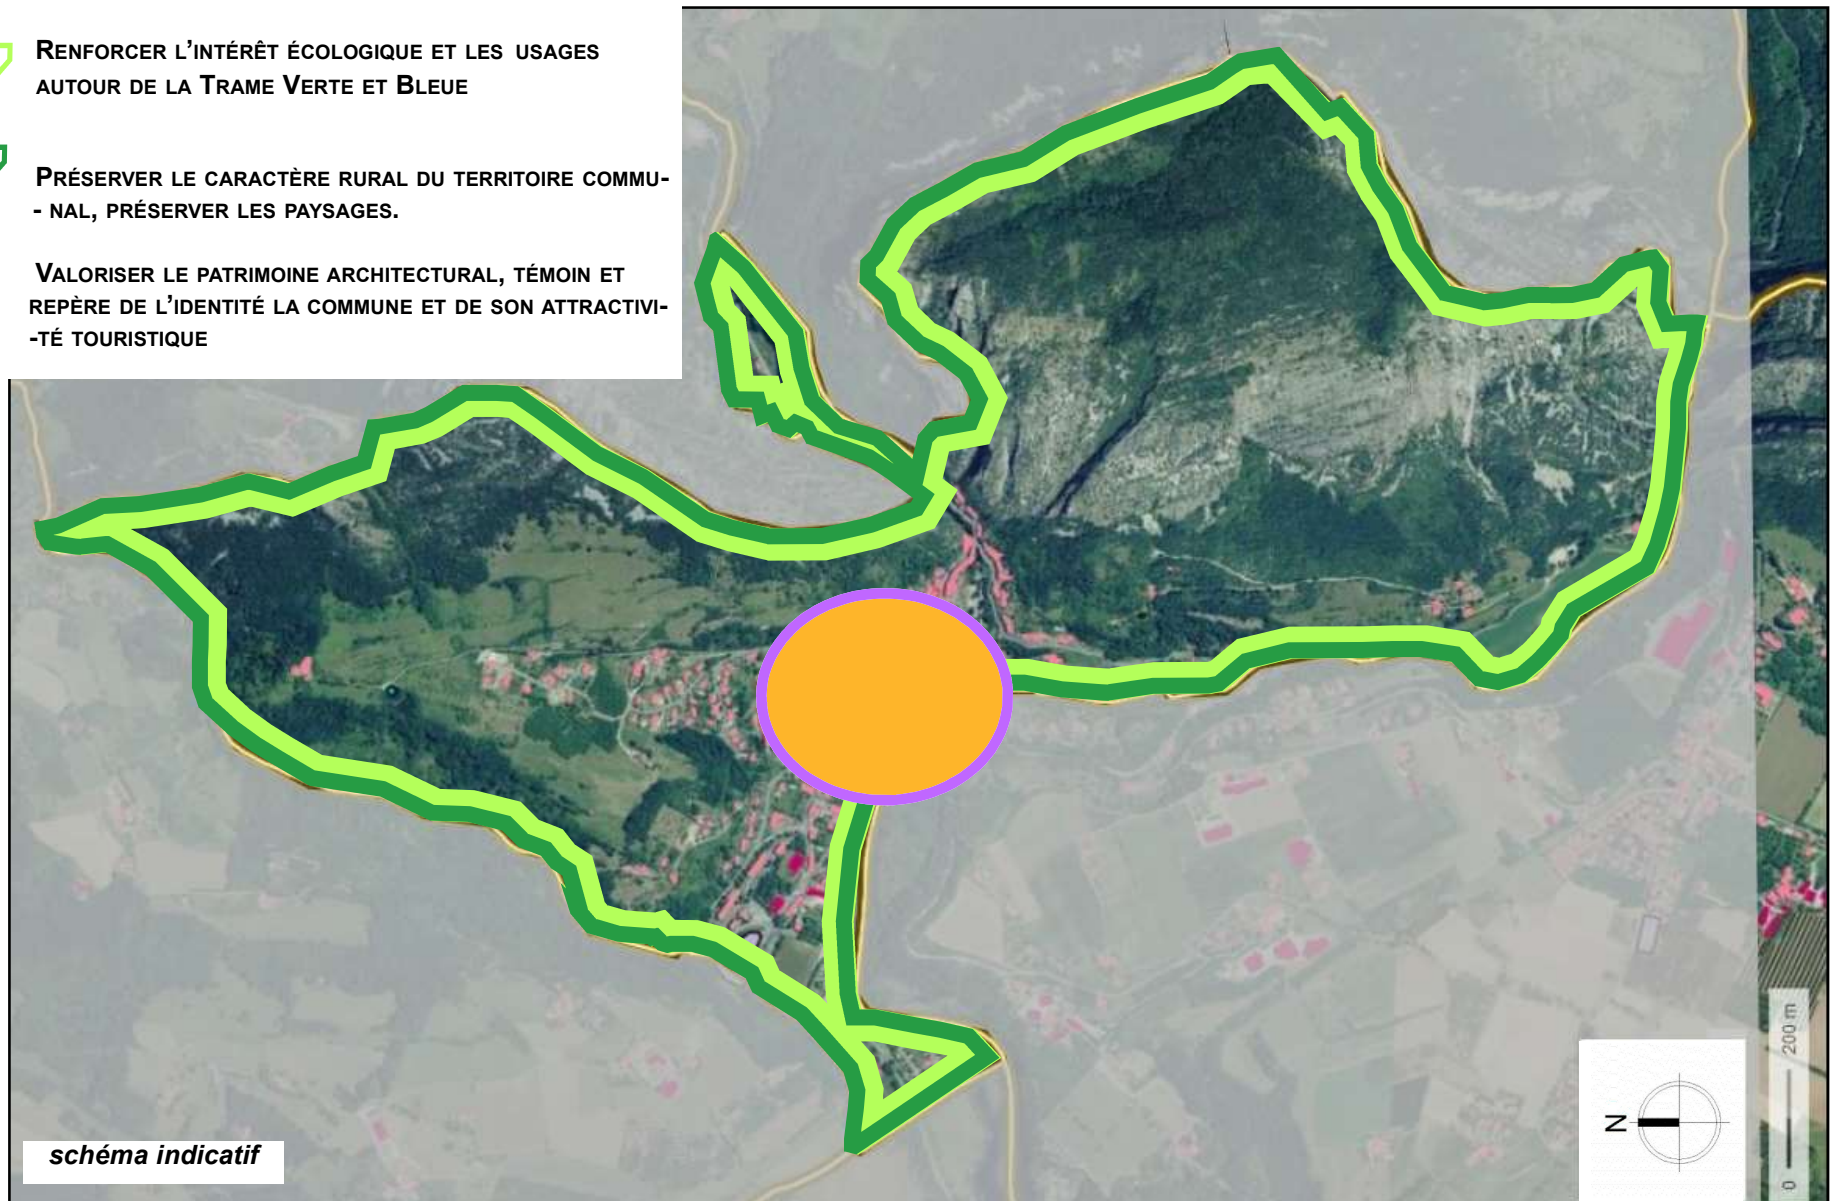 RENFORCER L'INTÉRÊT ÉCOLOGIQUE ET LES USAGES
AUTOUR DE LA TRAME VERTE ET BLEUE
PRÉSERVER LE CARACTÈRE RURAL DU TERRITOIRE COMMU-
- NAL, PRÉSERVER LES PAYSAGES.
VALORISER LE PATRIMOINE ARCHITECTURAL, TÉMOIN ET
REPÈRE DE L'IDENTITÉ LA COMMUNE ET DE SON ATTRACTIVI-
-TÉ TOURISTIQUE
schéma indicatif
N
0 200 m